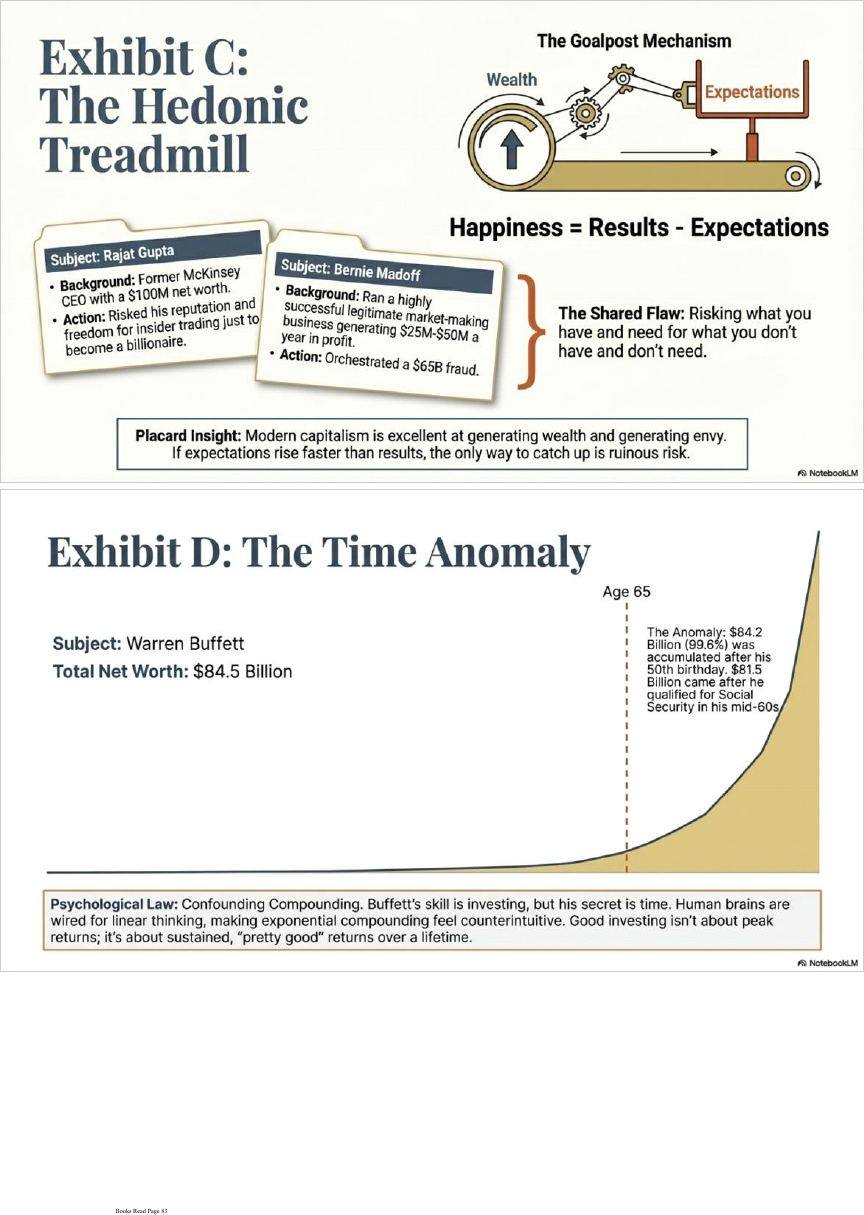 Exhibit C:
The Hedonic
Treadmill
The Goalpost Mechanism
Wealth
Expectations
Happiness = Results - Expectations
Subject: Rajat Gupta
• Background: Former McKinsey
CEO with a $100M net worth.
• Action: Risked his reputation and
freedom for insider trading just to
become a billionaire.
Subject: Bernie Madoff
• Background: Ran a highly
successful legitimate market-making
business generating $25M-$50M a
year in profit.
• Action: Orchestrated a $65B fraud.
The Shared Flaw: Risking what you
have and need for what you don't
have and don't need.
Placard Insight: Modern capitalism is excellent at generating wealth and generating envy.
If expectations rise faster than results, the only way to catch up is ruinous risk.
NotebookLM
Exhibit D: The Time Anomaly
Age 65
Subject: Warren Buffett
Total Net Worth: $84.5 Billion
The Anomaly: $84.2
Billion (99.6%) was
accumulated after his
50th birthday. $81.5
Billion came after he
qualified for Social
Security in his mid-60s.
Psychological Law: Confounding Compounding. Buffett's skill is investing, but his secret is time. Human brains are
wired for linear thinking, making exponential compounding feel counterintuitive. Good investing isn't about peak
returns; it's about sustained, "pretty good" returns over a lifetime.
NotebookLM
Books Read Page 83